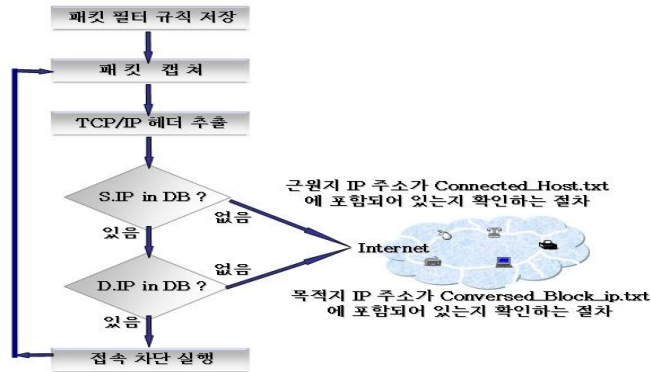 패킷 필터 규칙 저장
패 킷 캡 처
TCP/IP 헤더 추출
S.IP in DB ?
없음
있음
근원지 IP 주소가 Connected_Host.txt
에 포함되어 있는지 확인하는 절차
Internet
D.IP in DB ?
없음
있음
목적지 IP 주소가 Conversed_Block_ip.txt
에 포함되어 있는지 확인하는 절차
접속 차단 실행